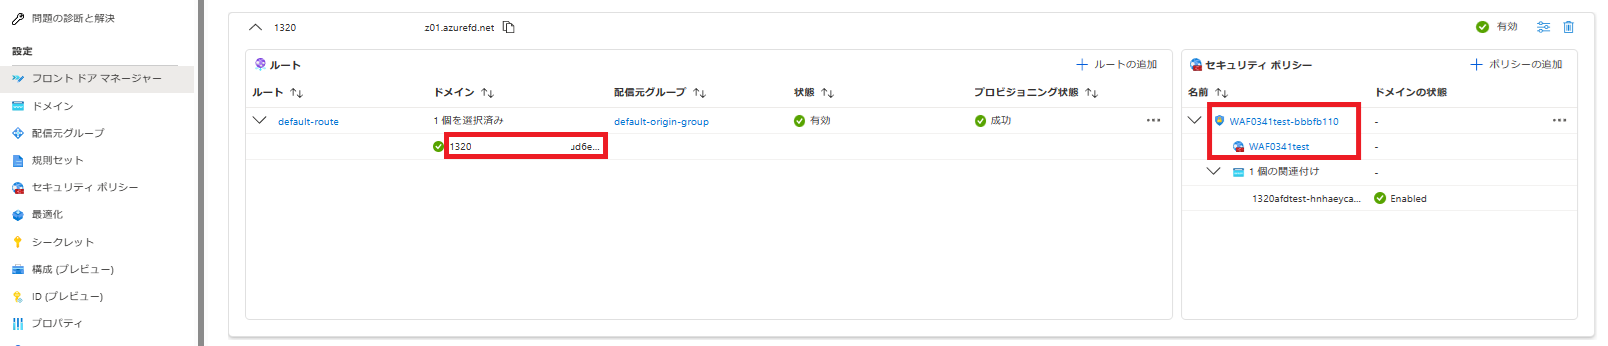 問題の診断と解決
設定
フロント ドア マネージャー
ドメイン
配信元グループ
規則セット
セキュリティ ポリシー
最適化
シークレット
構成 (プレビュー)
ID (プレビュー)
プロパティ
1320 z01.azurefd.net 有効
ルート ルートの追加
ルート ドメイン 配信元グループ 状態 プロビジョニング状態
default-route 1 個を選択済み default-origin-group 有効 成功
1320 ud6e...
セキュリティ ポリシー ポリシーの追加
名前 ドメインの状態
WAF0341test-bbbfb110 -
WAF0341test -
1 個の関連付け -
1320afdtest-hnhaeyca... Enabled